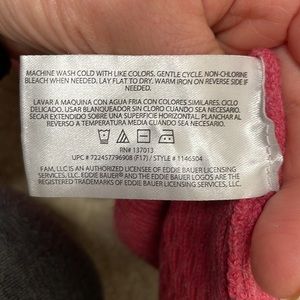 MACHINE WASH COLD WITH LIKE COLORS. GENTLE CYCLE. NON-CHLORINE
BLEACH WHEN NEEDED. LAY FLAT TO DRY. WARM IRON ON REVERSE SIDE IF
NEEDED.
LAVAR A MAQUINA CON AGUA FRIA CON COLORES SIMILARES. CICLO
DELICADO. USAR BLANQUEADOR SIN CLORO CUANDO SEA NECESARIO.
SECAR EXTENDIDO SOBRE UNA SUPERFICIE HORIZONTAL. PLANCHAR AL
REVERSO A TEMPERATURA MEDIA CUANDO SEA NECESARIO.
RN# 137013
UPC # 722457796908 (F17) / STYLE # 1146504
FAM, LLC IS AN AUTHORIZED LICENSEE OF EDDIE BAUER LICENSING
SERVICES, LLC. EDDIE BAUER® AND THE EDDIE BAUER LOGOS ARE THE
REGISTERED TRADEMARKS OF EDDIE BAUER LICENSING SERVICES, LLC.